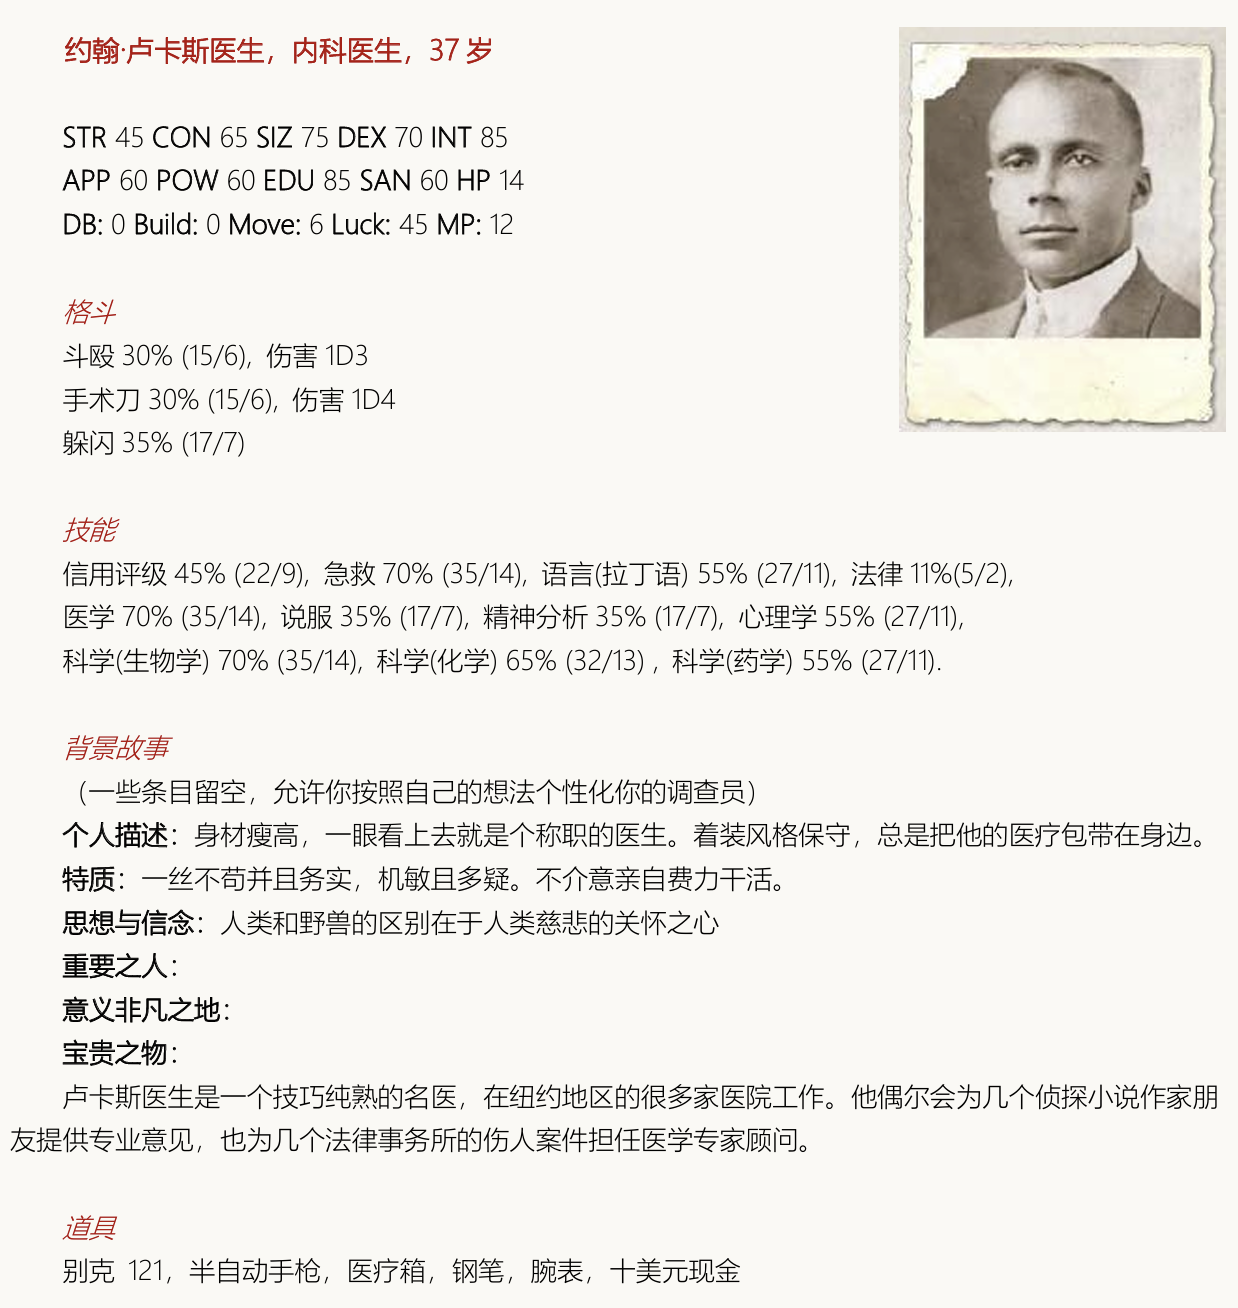 约翰·卢卡斯医生，内科医生，37 岁
STR 45 CON 65 SIZ 75 DEX 70 INT 85
APP 60 POW 60 EDU 85 SAN 60 HP 14
DB: 0 Build: 0 Move: 6 Luck: 45 MP: 12
格斗
斗殴 30% (15/6), 伤害 1D3
手术刀 30% (15/6), 伤害 1D4
躲闪 35% (17/7)
技能
信用评级 45% (22/9), 急救 70% (35/14), 语言(拉丁语) 55% (27/11), 法律 11%(5/2),
医学 70% (35/14), 说服 35% (17/7), 精神分析 35% (17/7), 心理学 55% (27/11),
科学(生物学) 70% (35/14), 科学(化学) 65% (32/13) , 科学(药学) 55% (27/11).
背景故事
（一些条目留空，允许你按照自己的想法个性化你的调查员）
个人描述：身材瘦高，一眼看上去就是个称职的医生。着装风格保守，总是把他的医疗包带在身边。
特质：一丝不苟并且务实，机敏且多疑。不介意亲自费力干活。
思想与信念：人类和野兽的区别在于人类慈悲的关怀之心
重要之人：
意义非凡之地：
宝贵之物：
卢卡斯医生是一个技巧纯熟的名医，在纽约地区的很多家医院工作。他偶尔会为几个侦探小说作家朋
友提供专业意见，也为几个法律事务所的伤人案件担任医学专家顾问。
道具
别克 121，半自动手枪，医疗箱，钢笔，腕表，十美元现金